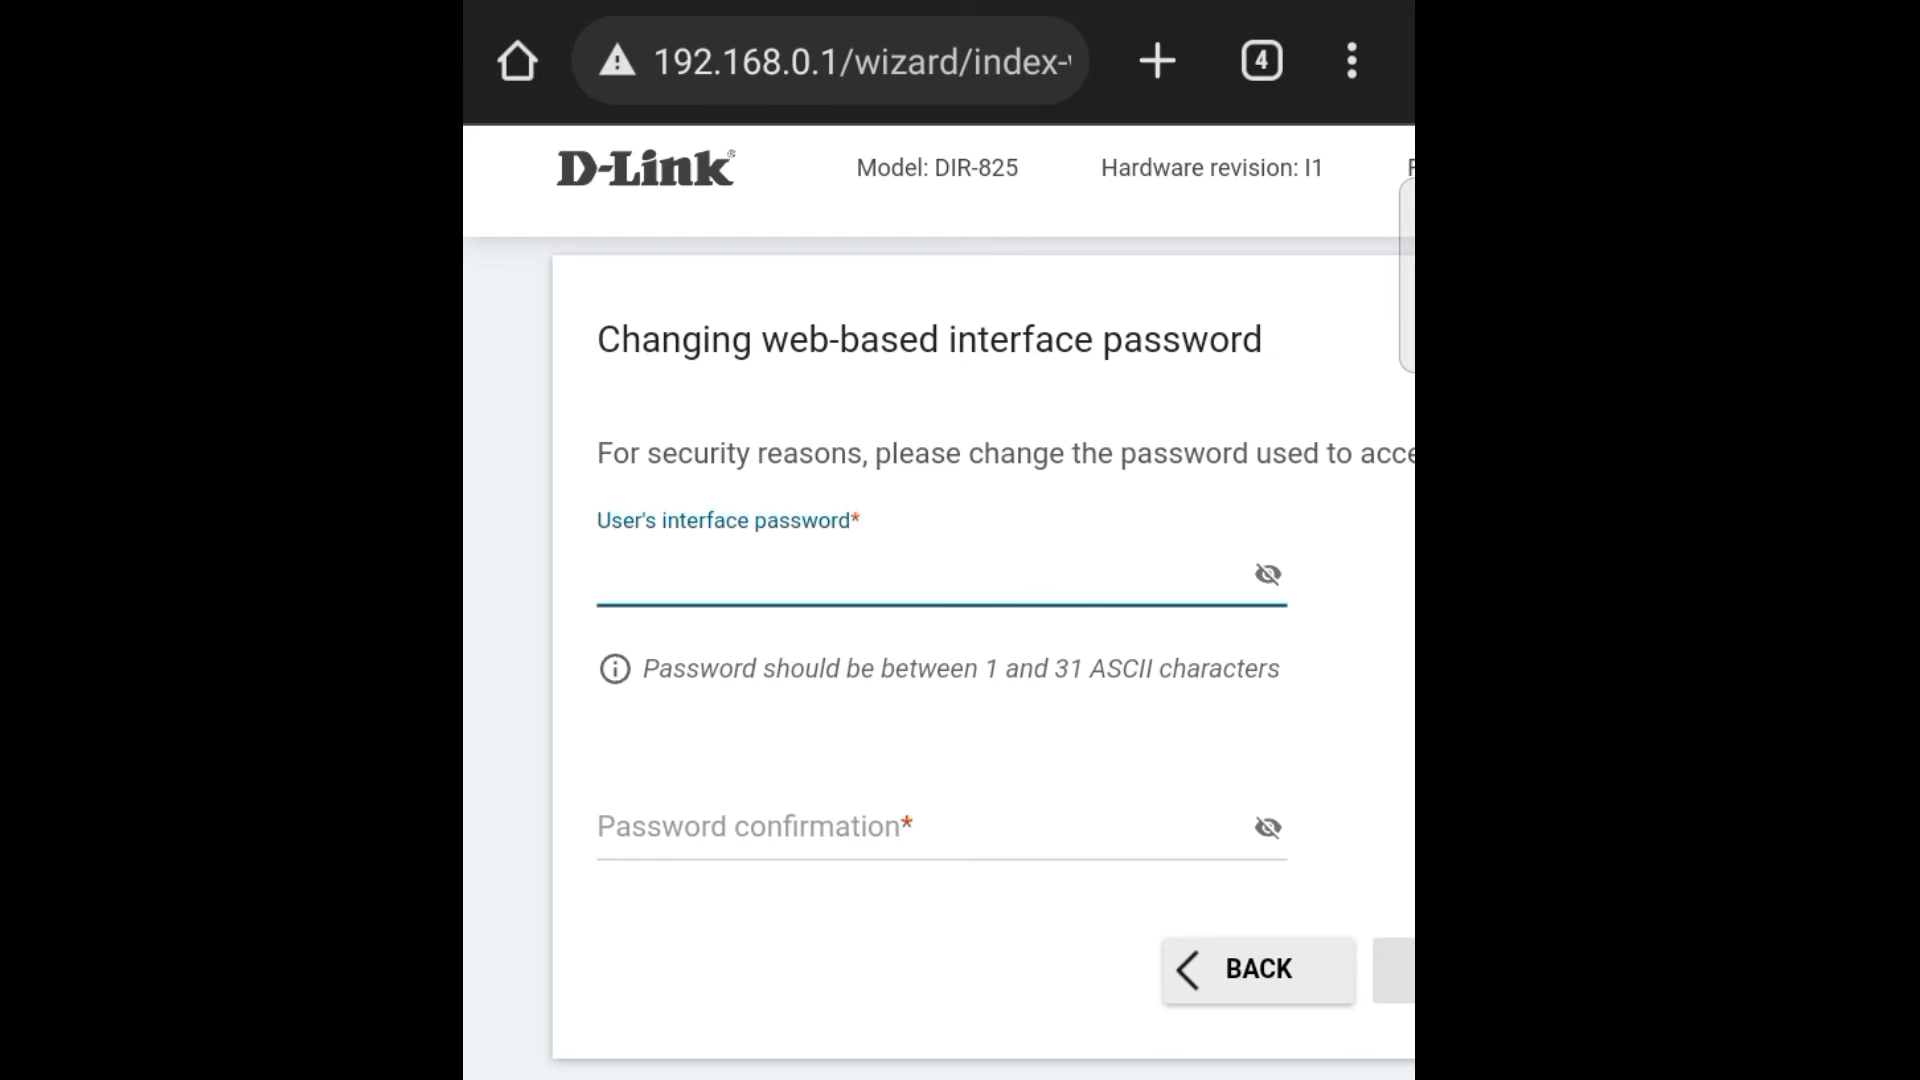 192.168.0.1/wizard/index-
4
D-Link®
Model: DIR-825
Hardware revision: I1
Changing web-based interface password
For security reasons, please change the password used to acce
User's interface password*
Password should be between 1 and 31 ASCII characters
Password confirmation*
BACK